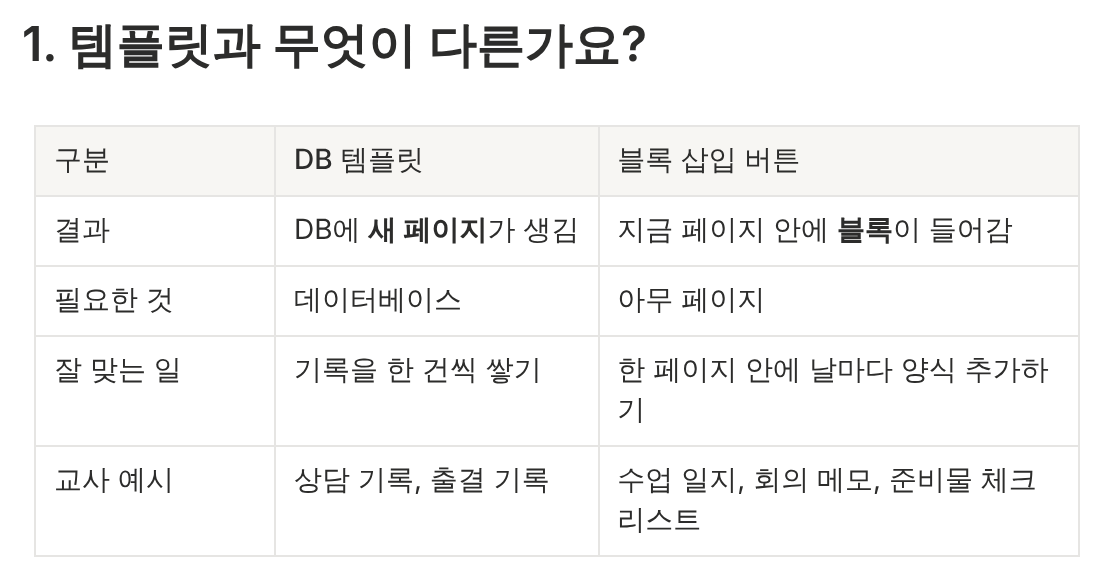 1. 템플릿과 무엇이 다른가요?
구분
DB 템플릿
블록 삽입 버튼
결과
DB에 새 페이지가 생김
지금 페이지 안에 블록이 들어감
필요한 것
데이터베이스
아무 페이지
잘 맞는 일
기록을 한 건씩 쌓기
한 페이지 안에 날마다 양식 추가하
기
교사 예시
상담 기록, 출결 기록
수업 일지, 회의 메모, 준비물 체크
리스트